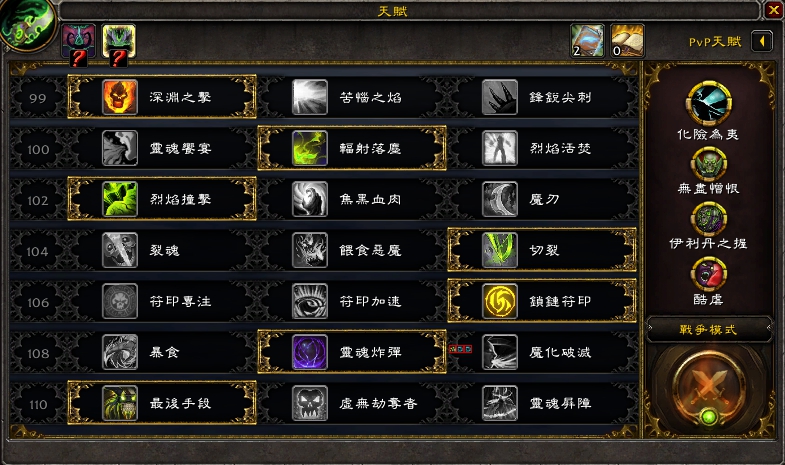 天賦
2 0 PvP天賦
99 深淵之擊 苦惱之焰 鋒銳尖刺
100 靈魂饗宴 輻射落塵 烈焰活焚
102 烈焰撞擊 焦黑血肉 魔刃
104 裂魂 餵食惡魔 切裂
106 符印專注 符印加速 鎖鏈符印
108 暴食 靈魂炸彈 魔化破滅
110 最後手段 虛無劫奪者 靈魂屏障
化險為夷
無盡憎恨
伊利丹之握
酷虐
戰爭模式